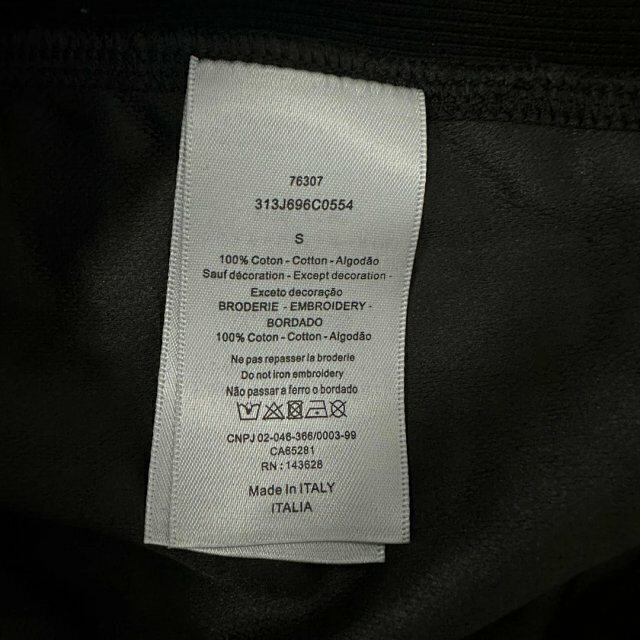 76307
313J696C0554
S
100% Coton - Cotton - Algodão
Sauf décoration - Except decoration -
Exceto decoração
BRODERIE - EMBROIDERY -
BORDADO
100% Coton - Cotton - Algodão
Ne pas repasser la broderie
Do not iron embroidery
Não passar a ferro o bordado
CNPJ 02-046-366/0003-99
CA65281
RN : 143628
Made In ITALY
ITALIA